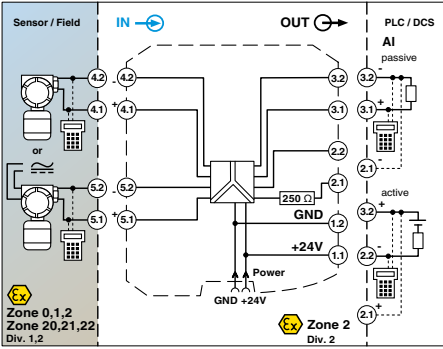 Sensor / Field
IN
OUT
PLC / DCS
AI
passive
4.2
-
4.2
3.2
3.2
-
4.1
+
4.1
3.1
3.1
+
or
2.2
2.1
2.1
-
5.2
-
5.2
250 Ω
active
5.1
+
5.1
GND
1.2
3.2
+
+24V
1.1
2.2
-
Power
GND +24V
2.1
+
Ex
Zone 0,1,2
Zone 20,21,22
Div. 1,2
Ex
Zone 2
Div. 2